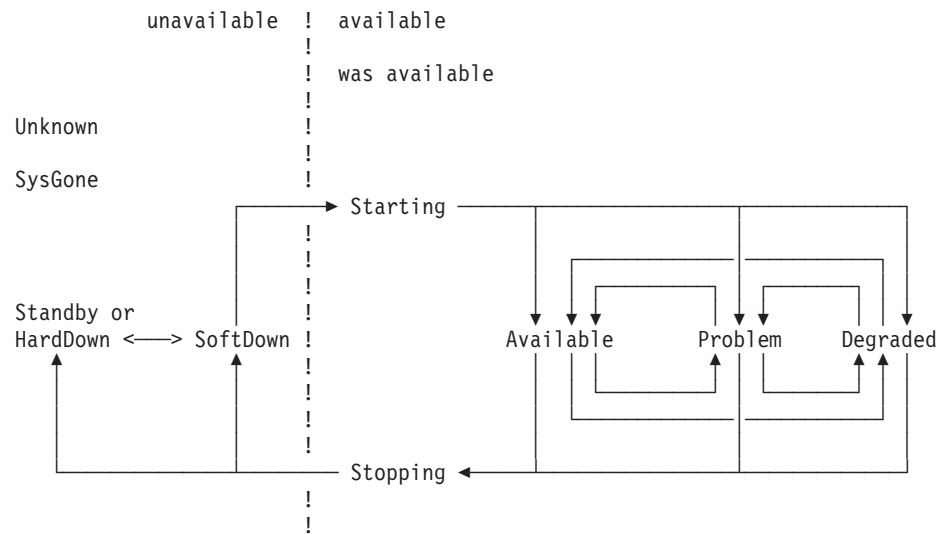 unavailable ! available
!
! was available
!
Unknown !
!
SysGone !
Starting
!
!
!
Standby or !
HardDown <───> SoftDown ! Available Problem Degraded
!
!
!
!
Stopping
!
!